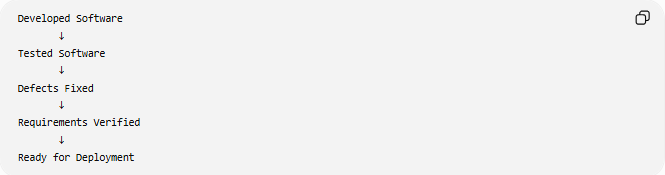 Developed Software
↓
Tested Software
↓
Defects Fixed
↓
Requirements Verified
↓
Ready for Deployment